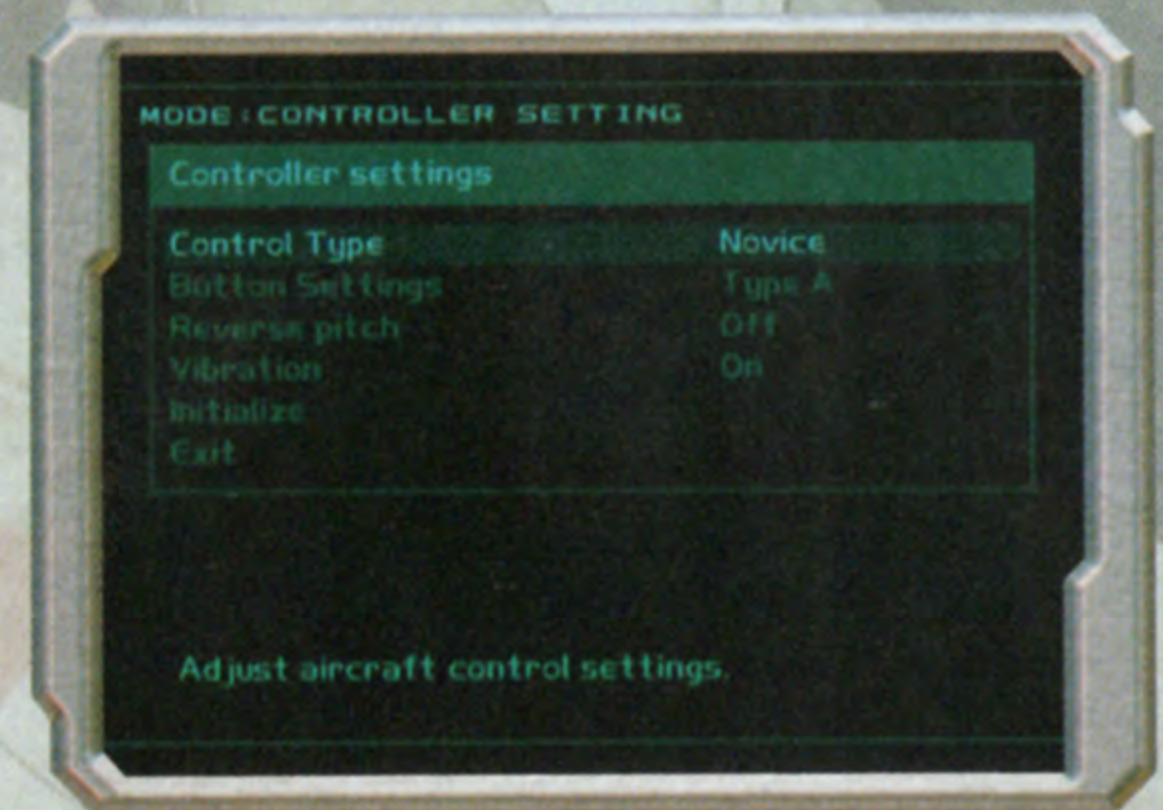 MODE:CONTROLLER SETTING
Controller settings
Control Type Novice
Button Settings Type A
Reverse pitch Off
Vibration On
Initialize
Exit
Adjust aircraft control settings.